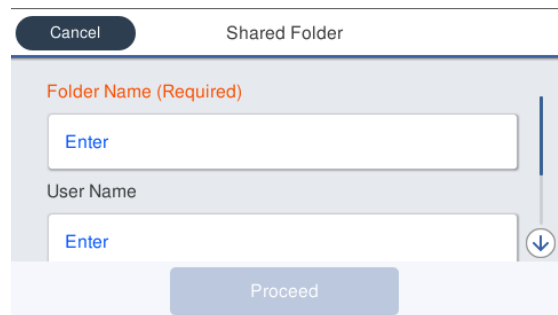 Cancel
Shared Folder
Folder Name (Required)
Enter
User Name
Enter
Proceed